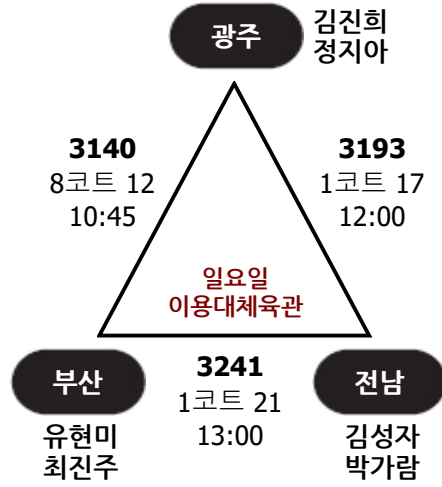 광주
김진희
정지아
3140
8코트 12
10:45
3193
1코트 17
12:00
일요일
이용대체육관
부산
유현미
최진주
3241
1코트 21
13:00
전남
김성자
박가람